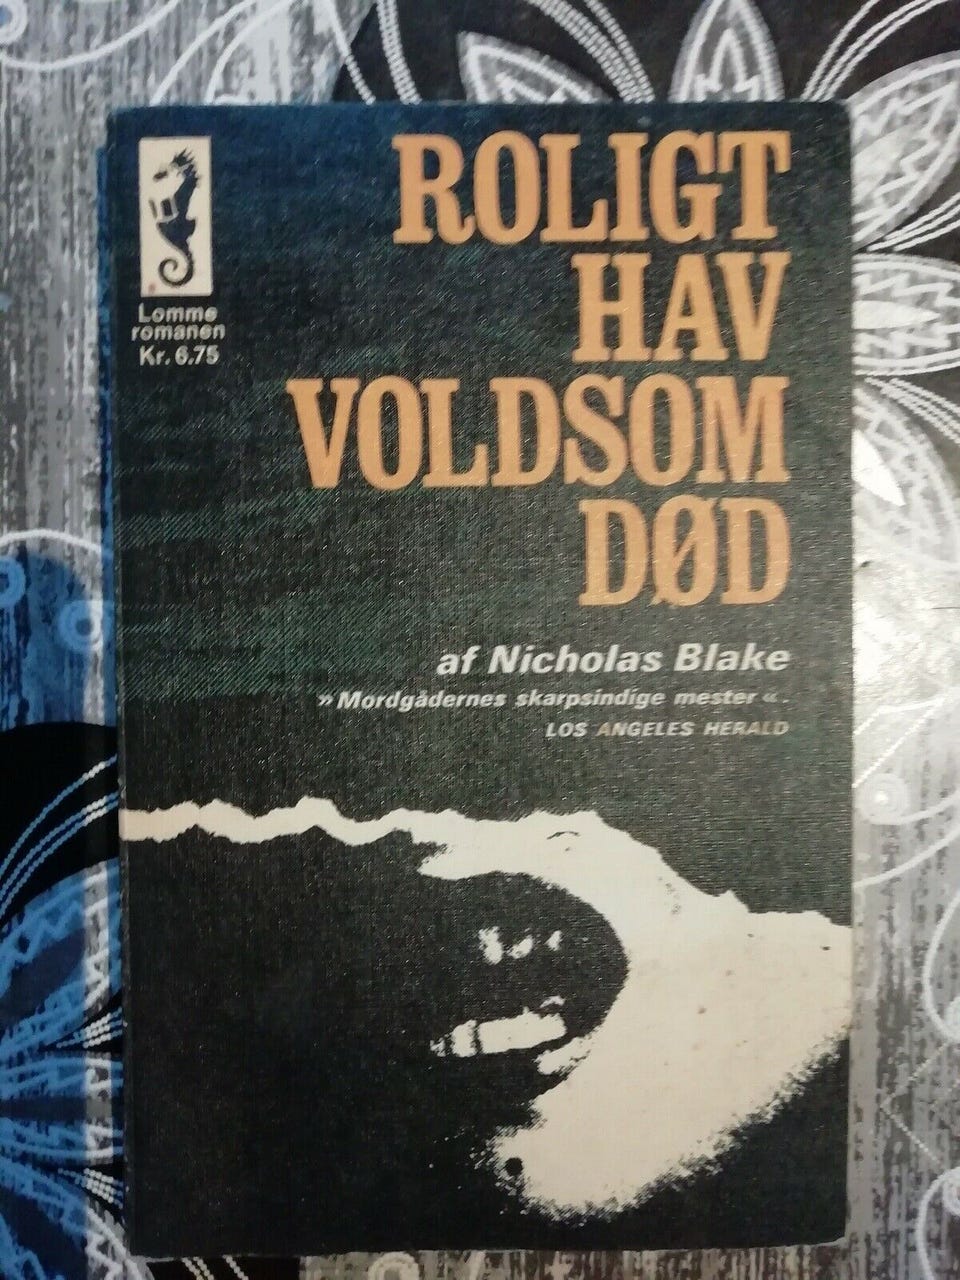 ROLIGT
HAV
VOLDSOM
DØD
Lomme
romanen
Kr. 6.75
af Nicholas Blake
»Mordgådernes skarpsindige mester«.
LOS ANGELES HERALD